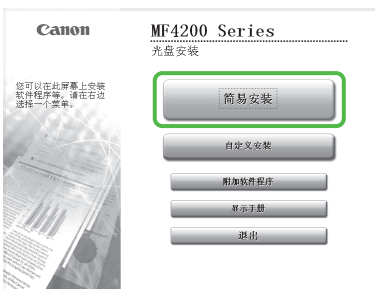 Canon
MF4200 Series
光盘安装
您可以在此屏幕上安装
软件程序等。请在右边
选择一个菜单。
简易安装
自定义安装
附加软件程序
显示手册
退出